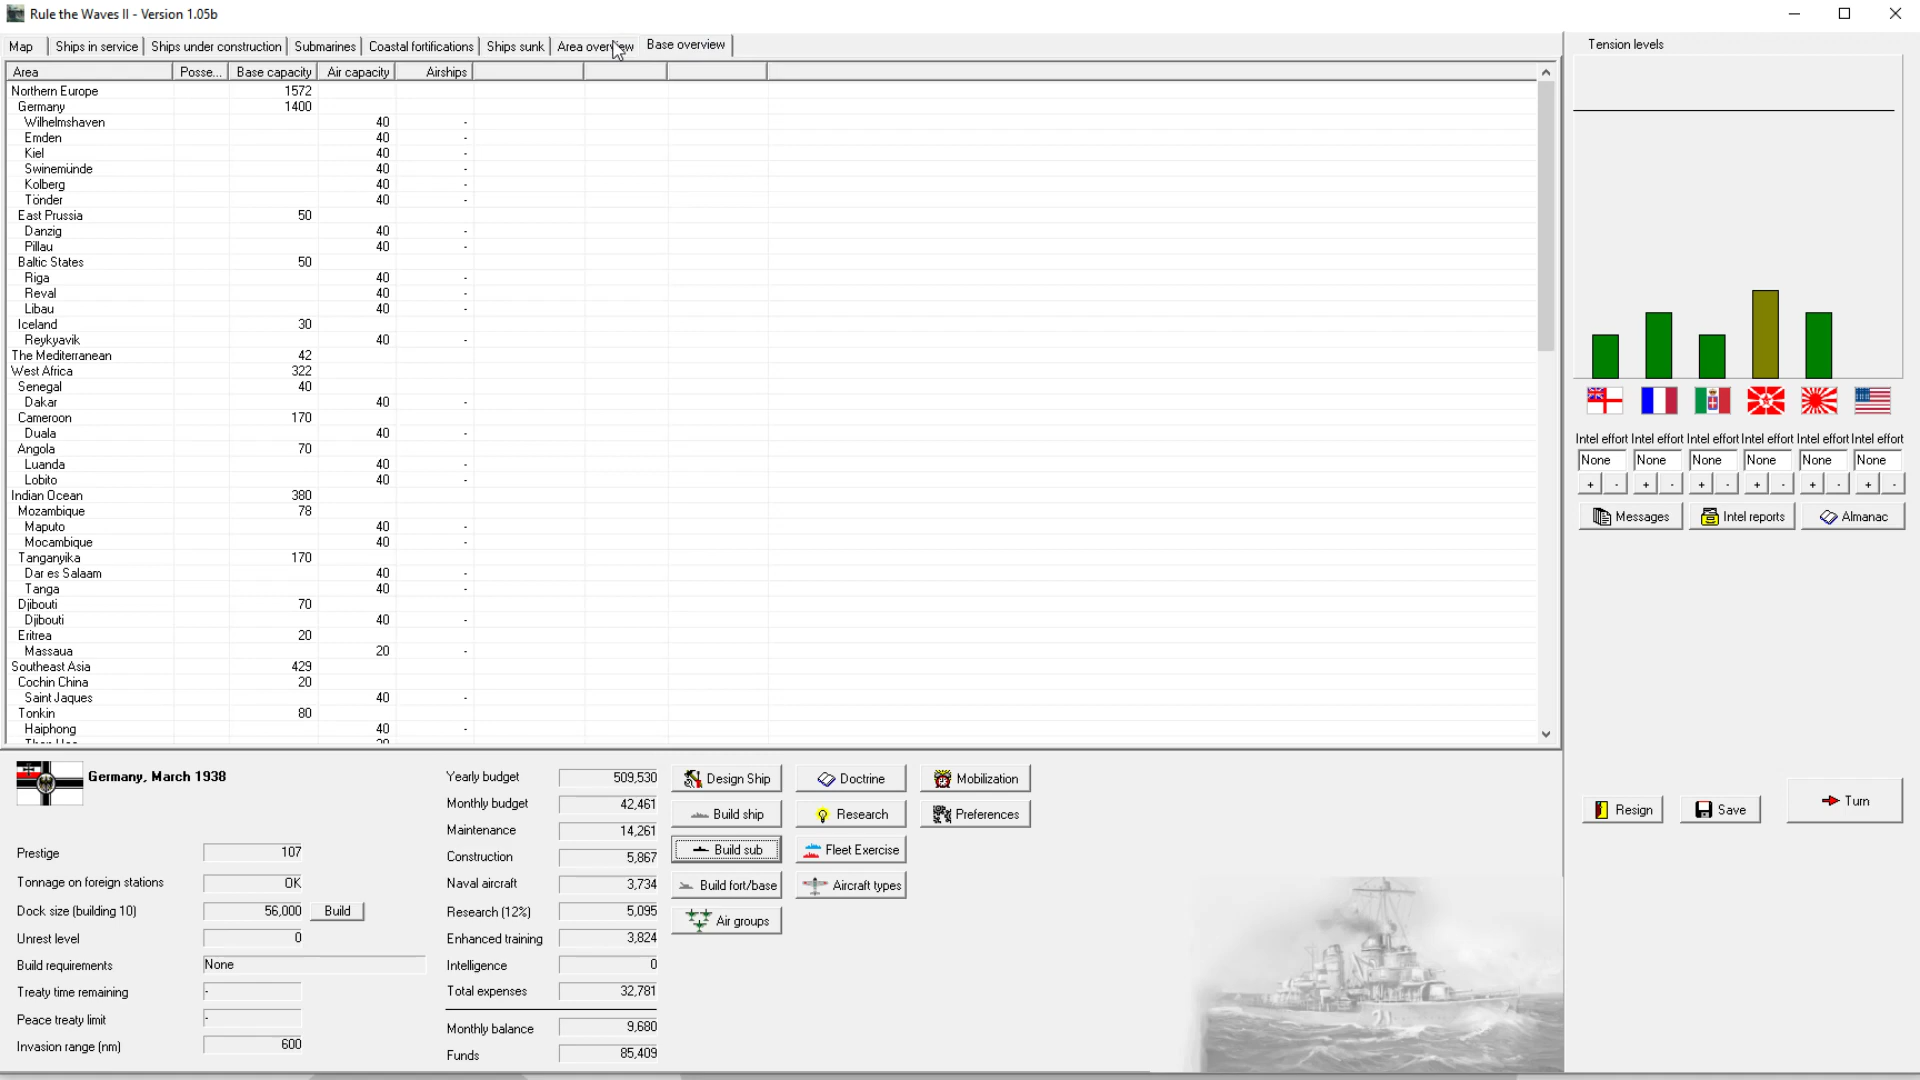 Rule the Waves II - Version 1.05b
Map Ships in service Ships under construction Submarines Coastal fortifications Ships sunk Area overview Base overview
Area Posse... Base capacity Air capacity Airships
Northern Europe 1572
Germany 1400
Wilhelmshaven 40 -
Emden 40 -
Kiel 40 -
Swinemünde 40 -
Kolberg 40 -
Tönder 40 -
East Prussia 50
Danzig 40 -
Pillau 40 -
Baltic States 50
Riga 40 -
Reval 40 -
Libau 40 -
Iceland 30
Reykyavik 40 -
The Mediterranean 42
West Africa 322
Senegal 40
Dakar 40 -
Cameroon 170
Duala 40 -
Angola 70
Luanda 40 -
Lobito 40 -
Indian Ocean 380
Mozambique 78
Maputo 40 -
Mocambique 40 -
Tanganyika 170
Dar es Salaam 40 -
Tanga 40 -
Djibouti 70
Djibouti 40 -
Eritrea 20
Massaua 20 -
Southeast Asia 429
Cochin China 20
Saint Jaques 40 -
Tonkin 80
Haiphong 40 -
Tension levels
Intel effort Intel effort Intel effort Intel effort Intel effort Intel effort
None None None None None None
+ - + - + - + - + - + -
Messages Intel reports Almanac
Resign Save Turn
Germany, March 1938
Prestige 107
Tonnage on foreign stations OK
Dock size (building 10) 56,000 Build
Unrest level 0
Build requirements None
Treaty time remaining -
Peace treaty limit -
Invasion range (nm) 600
Yearly budget 509,530
Monthly budget 42,461
Maintenance 14,261
Construction 5,867
Naval aircraft 3,734
Research (12%) 5,095
Enhanced training 3,824
Intelligence 0
Total expenses 32,781
Monthly balance 9,680
Funds 85,409
Design Ship Doctrine Mobilization
Build ship Research Preferences
Build sub Fleet Exercise
Build fort/base Aircraft types
Air groups